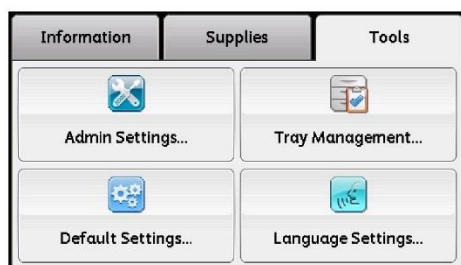 Information
Supplies
Tools
Admin Settings...
Tray Management...
Default Settings...
Language Settings...